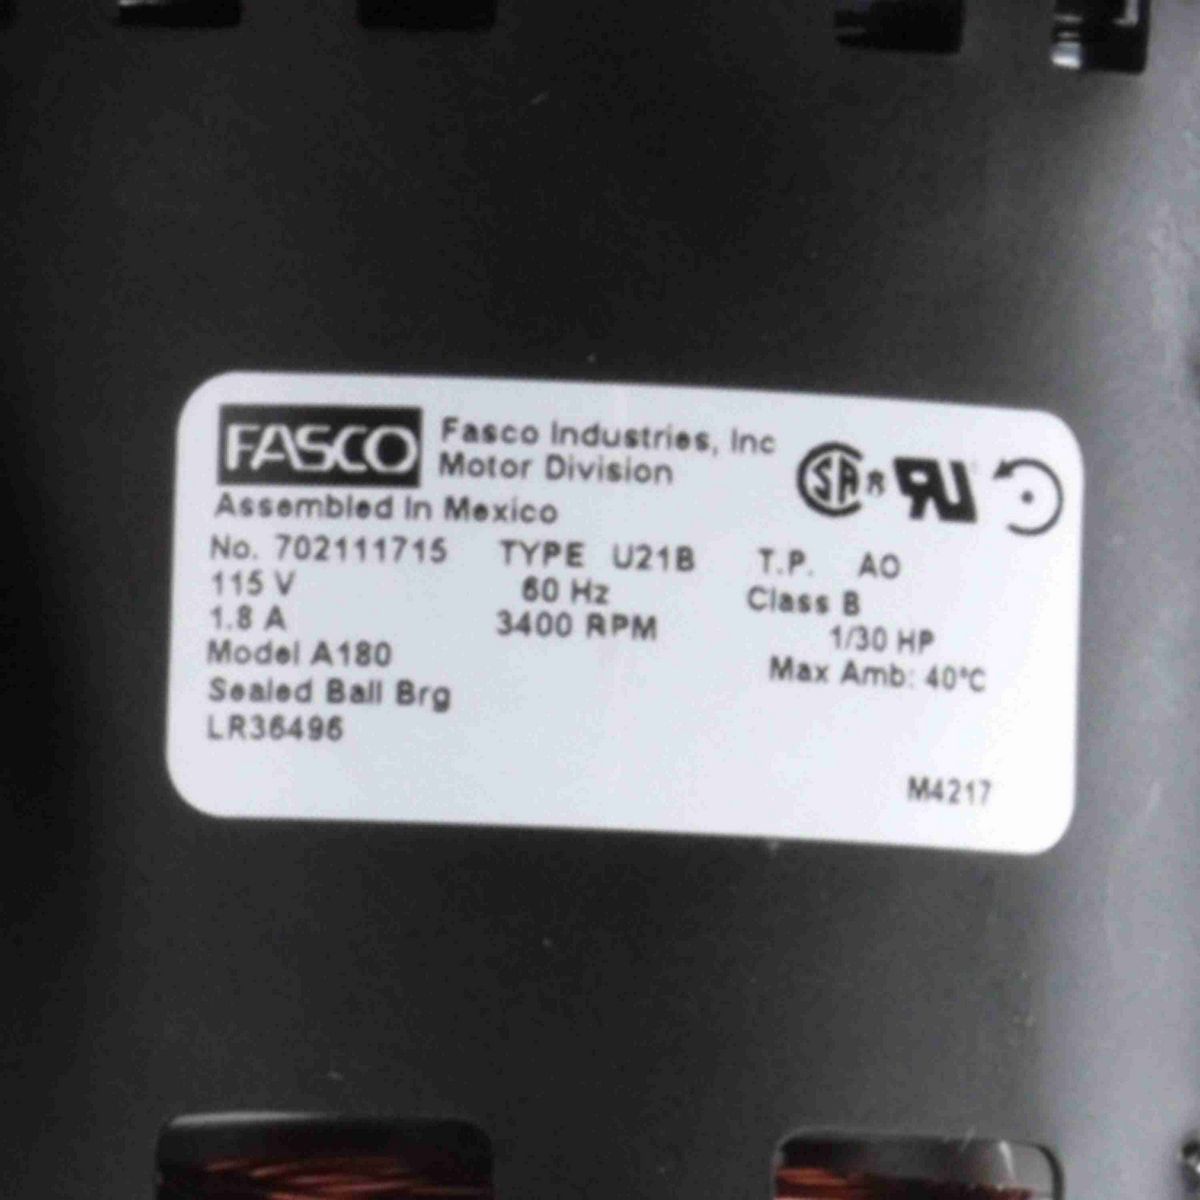 FASCO Fasco Industries, Inc
Motor Division
Assembled In Mexico
No. 702111715 TYPE U21B T.P. AO
115 V 60 Hz Class B
1.8 A 3400 RPM 1/30 HP
Model A180 Max Amb: 40°C
Sealed Ball Brg
LR36496
M4217